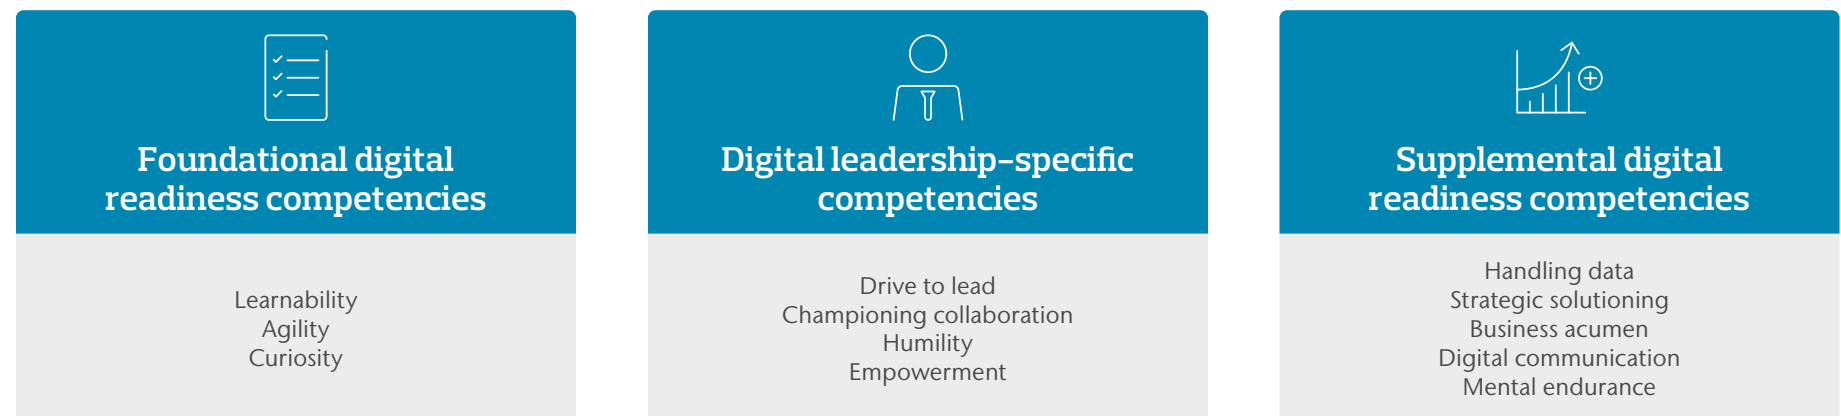 Foundational digital
readiness competencies
Learnability
Agility
Curiosity
Digital leadership-specific
competencies
Drive to lead
Championing collaboration
Humility
Empowerment
Supplemental digital
readiness competencies
Handling data
Strategic solutioning
Business acumen
Digital communication
Mental endurance